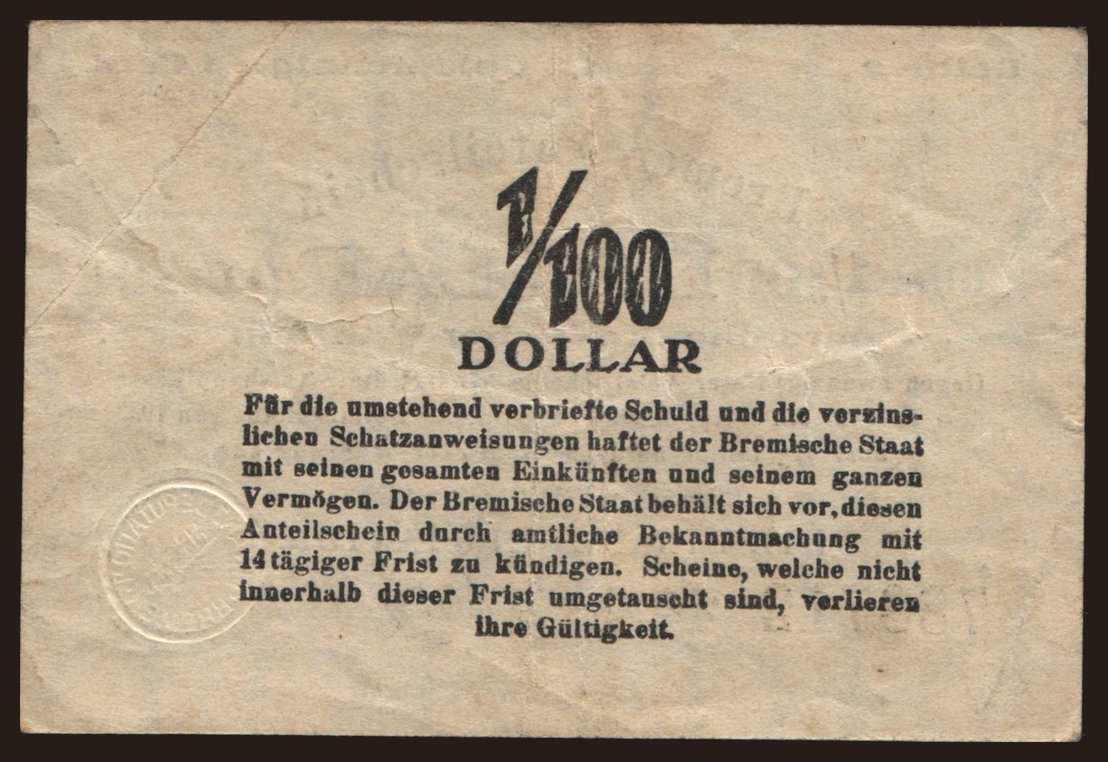 1/100
DOLLAR
Für die umstehend verbriefte Schuld und die verzins-
lichen Schatzanweisungen haftet der Bremische Staat
mit seinen gesamten Einkünften und seinem ganzen
Vermögen. Der Bremische Staat behält sich vor, diesen
Anteilschein durch amtliche Bekanntmachung mit
14tägiger Frist zu kündigen. Scheine, welche nicht
innerhalb dieser Frist umgetauscht sind, verlieren
ihre Gültigkeit.